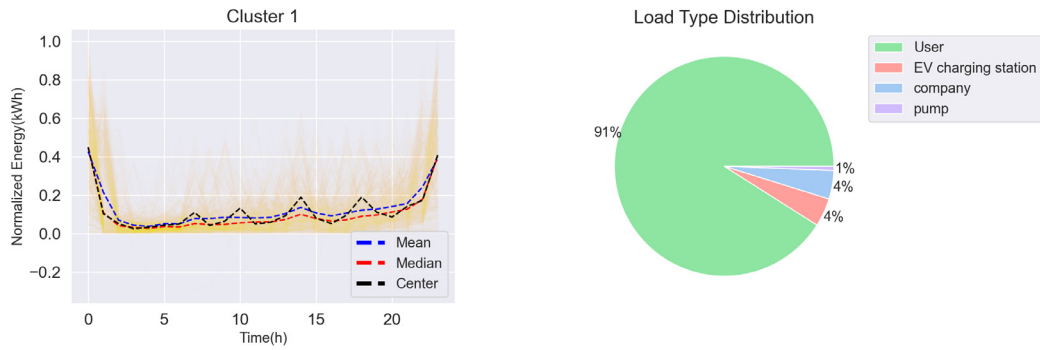 Cluster 1
Normalized Energy(kWh)
1.0
0.8
0.6
0.4
0.2
0.0
−0.2
0 5 10 15 20
Time(h)
Mean
Median
Center
Load Type Distribution
User
EV charging station
company
pump
91%
1%
4%
4%